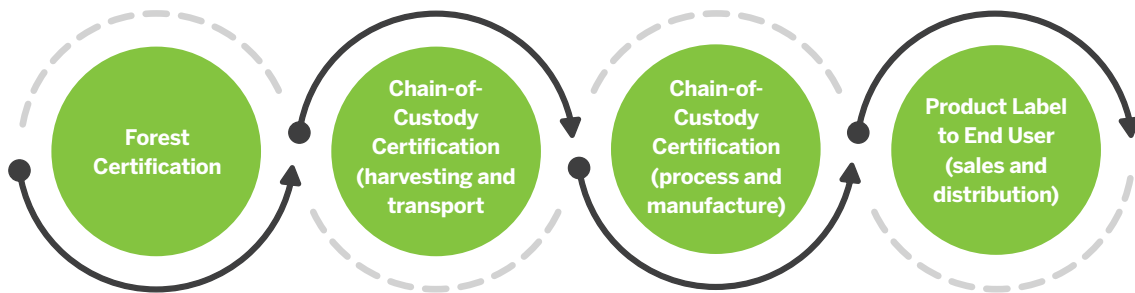 Forest
Certification
Chain-of-
Custody
Certification
(harvesting and
transport
Chain-of-
Custody
Certification
(process and
manufacture)
Product Label
to End User
(sales and
distribution)